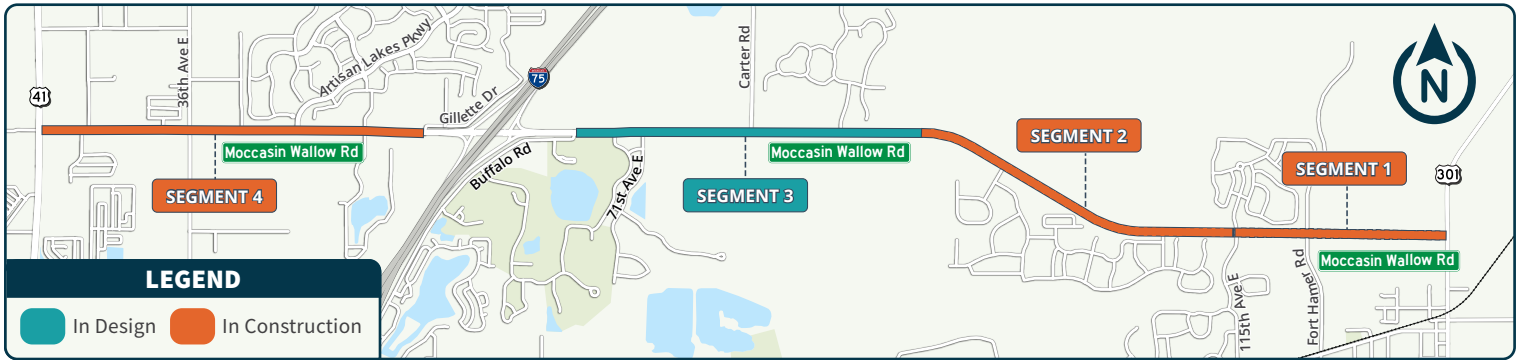 41
36th Ave E
Artisan Lakes Pkwy
Gillette Dr
75
Carter Rd
N
Moccasin Wallow Rd
SEGMENT 4
Buffalo Rd
71st Ave E
Moccasin Wallow Rd
SEGMENT 3
SEGMENT 2
SEGMENT 1
301
Moccasin Wallow Rd
115th Ave E
Fort Hamer Rd
LEGEND
In Design
In Construction